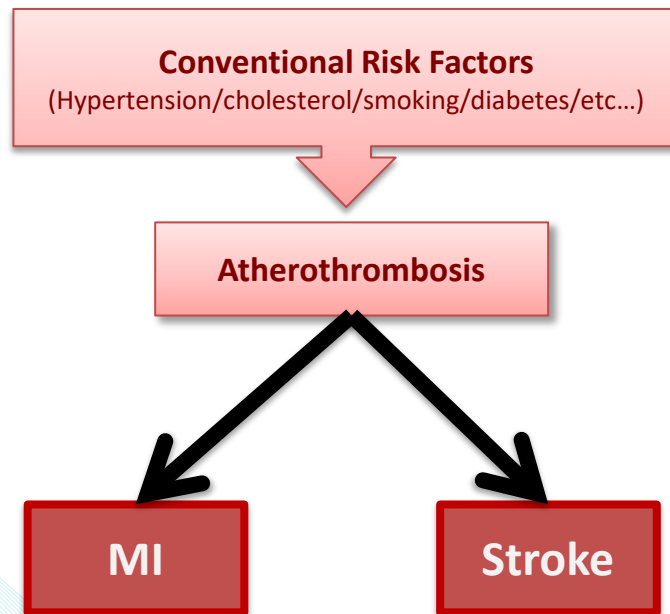 Conventional Risk Factors
(Hypertension/cholesterol/smoking/diabetes/etc…)
Atherothrombosis
MI
Stroke